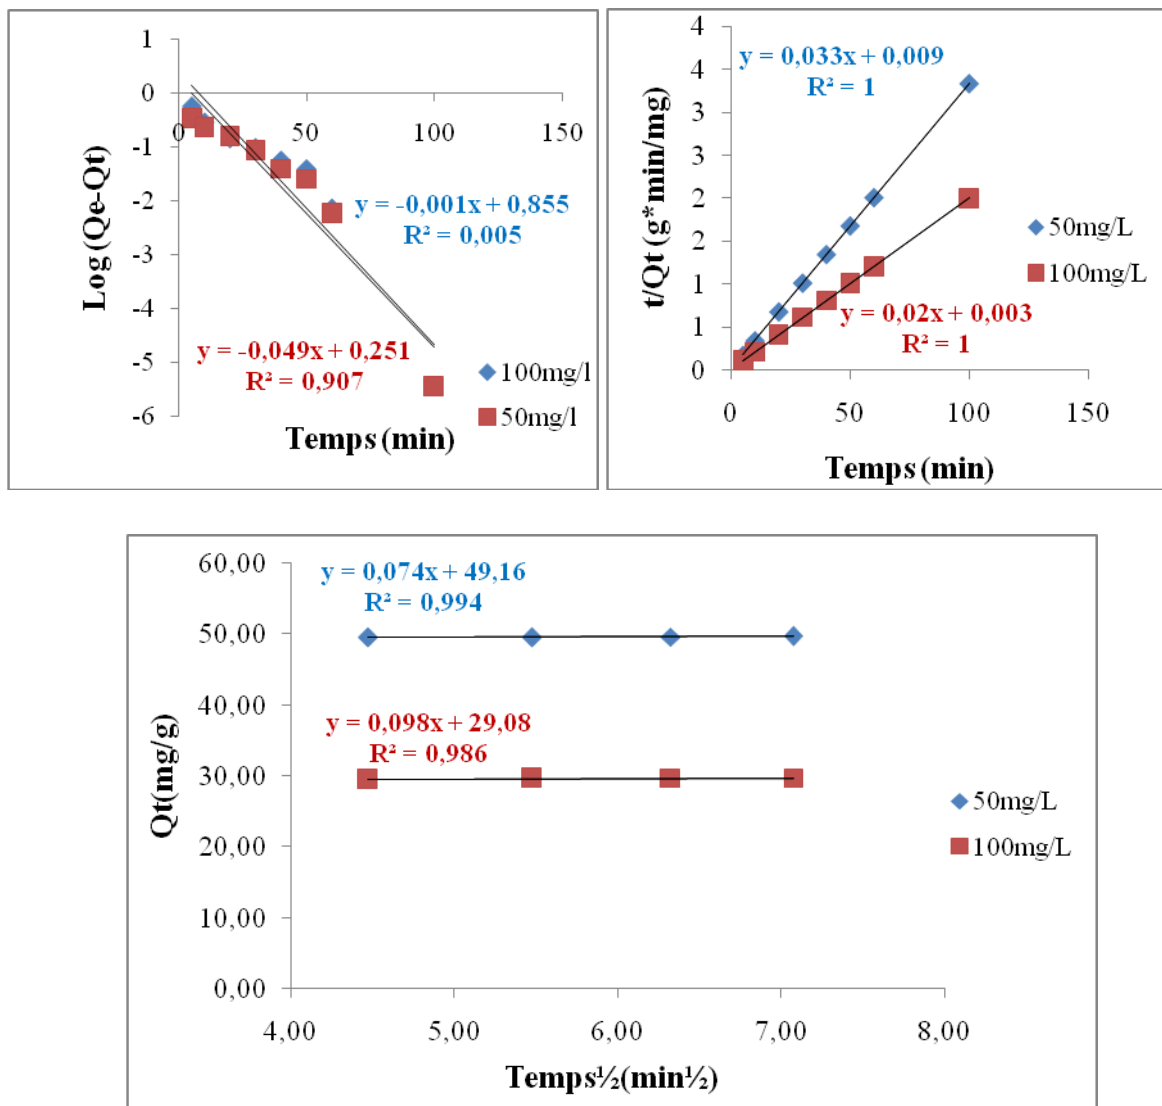 1
0
-1
-2
-3
-4
-5
-6
0
50
100
150
Log (Qe-Qt)
y = -0,001x + 0,855
R² = 0,005
y = -0,049x + 0,251
R² = 0,907
100mg/l
50mg/l
Temps (min)
4
4
3
3
2
2
1
1
0
0
50
100
150
t/Qt (g*min/mg)
y = 0,033x + 0,009
R² = 1
50mg/L
100mg/L
y = 0,02x + 0,003
R² = 1
Temps (min)
60,00
50,00
40,00
30,00
20,00
10,00
0,00
4,00
5,00
6,00
7,00
8,00
Qt(mg/g)
y = 0,074x + 49,16
R² = 0,994
y = 0,098x + 29,08
R² = 0,986
50mg/L
100mg/L
Temps½(min½)